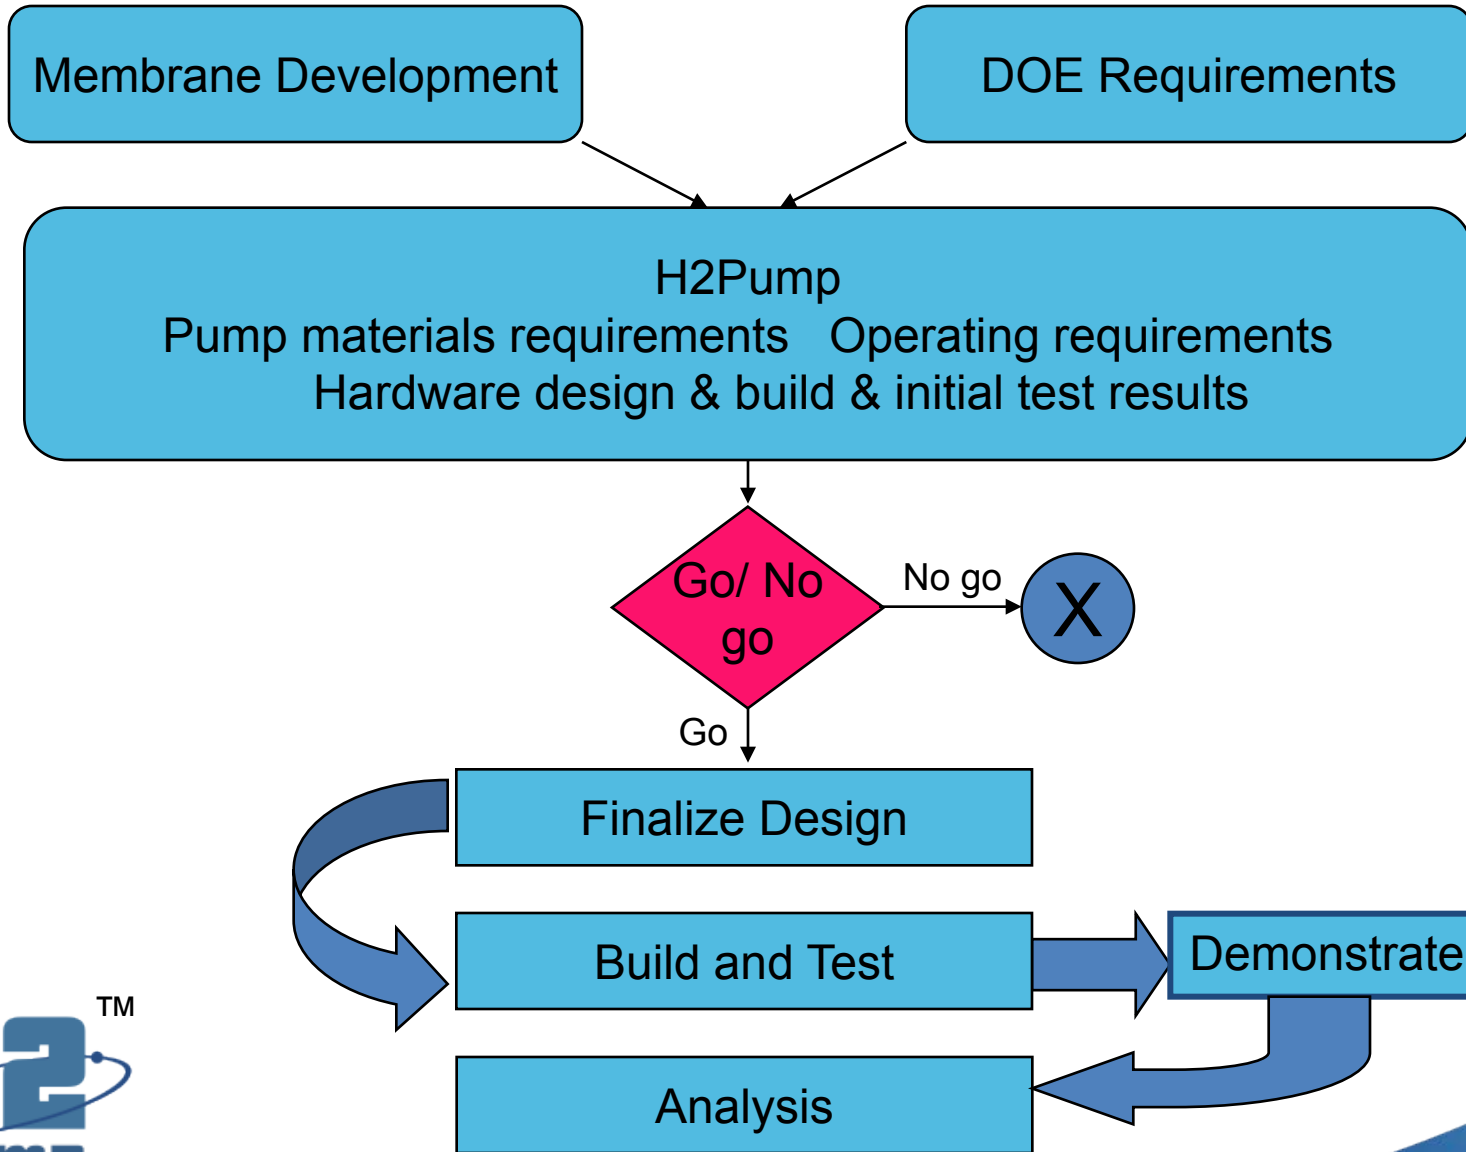 Membrane Development
DOE Requirements
H2Pump
Pump materials requirements   Operating requirements
Hardware design & build & initial test results
Go/ No
go
No go
X
Go
Finalize Design
Build and Test
Demonstrate
Analysis
TM
2